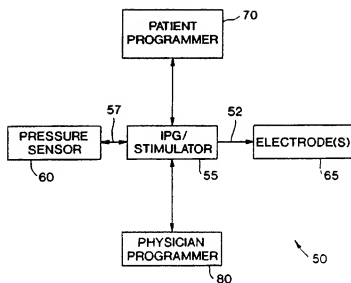 70
PATIENT
PROGRAMMER
57
52
PRESSURE
SENSOR
IPG/
STIMULATOR
ELECTRODE(S)
60
55
65
PHYSICIAN
PROGRAMMER
50
80